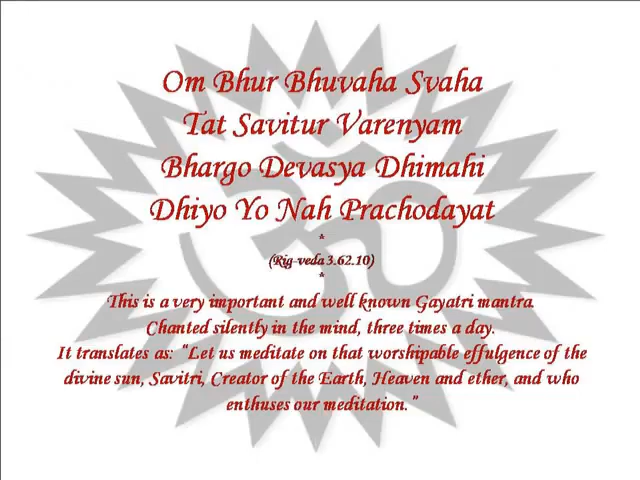 Om Bhur Bhuvaha Svaha
Tat Savitur Varenyam
Bhargo Devasya Dhimahi
Dhiyo Yo Nah Prachodayat
*
(Rig-veda 3.62.10)
*
This is a very important and well known Gayatri mantra.
Chanted silently in the mind, three times a day.
It translates as: "Let us meditate on that worshipable effulgence of the
divine sun, Savitri, Creator of the Earth, Heaven and ether, and who
enthuses our meditation."
ॐ